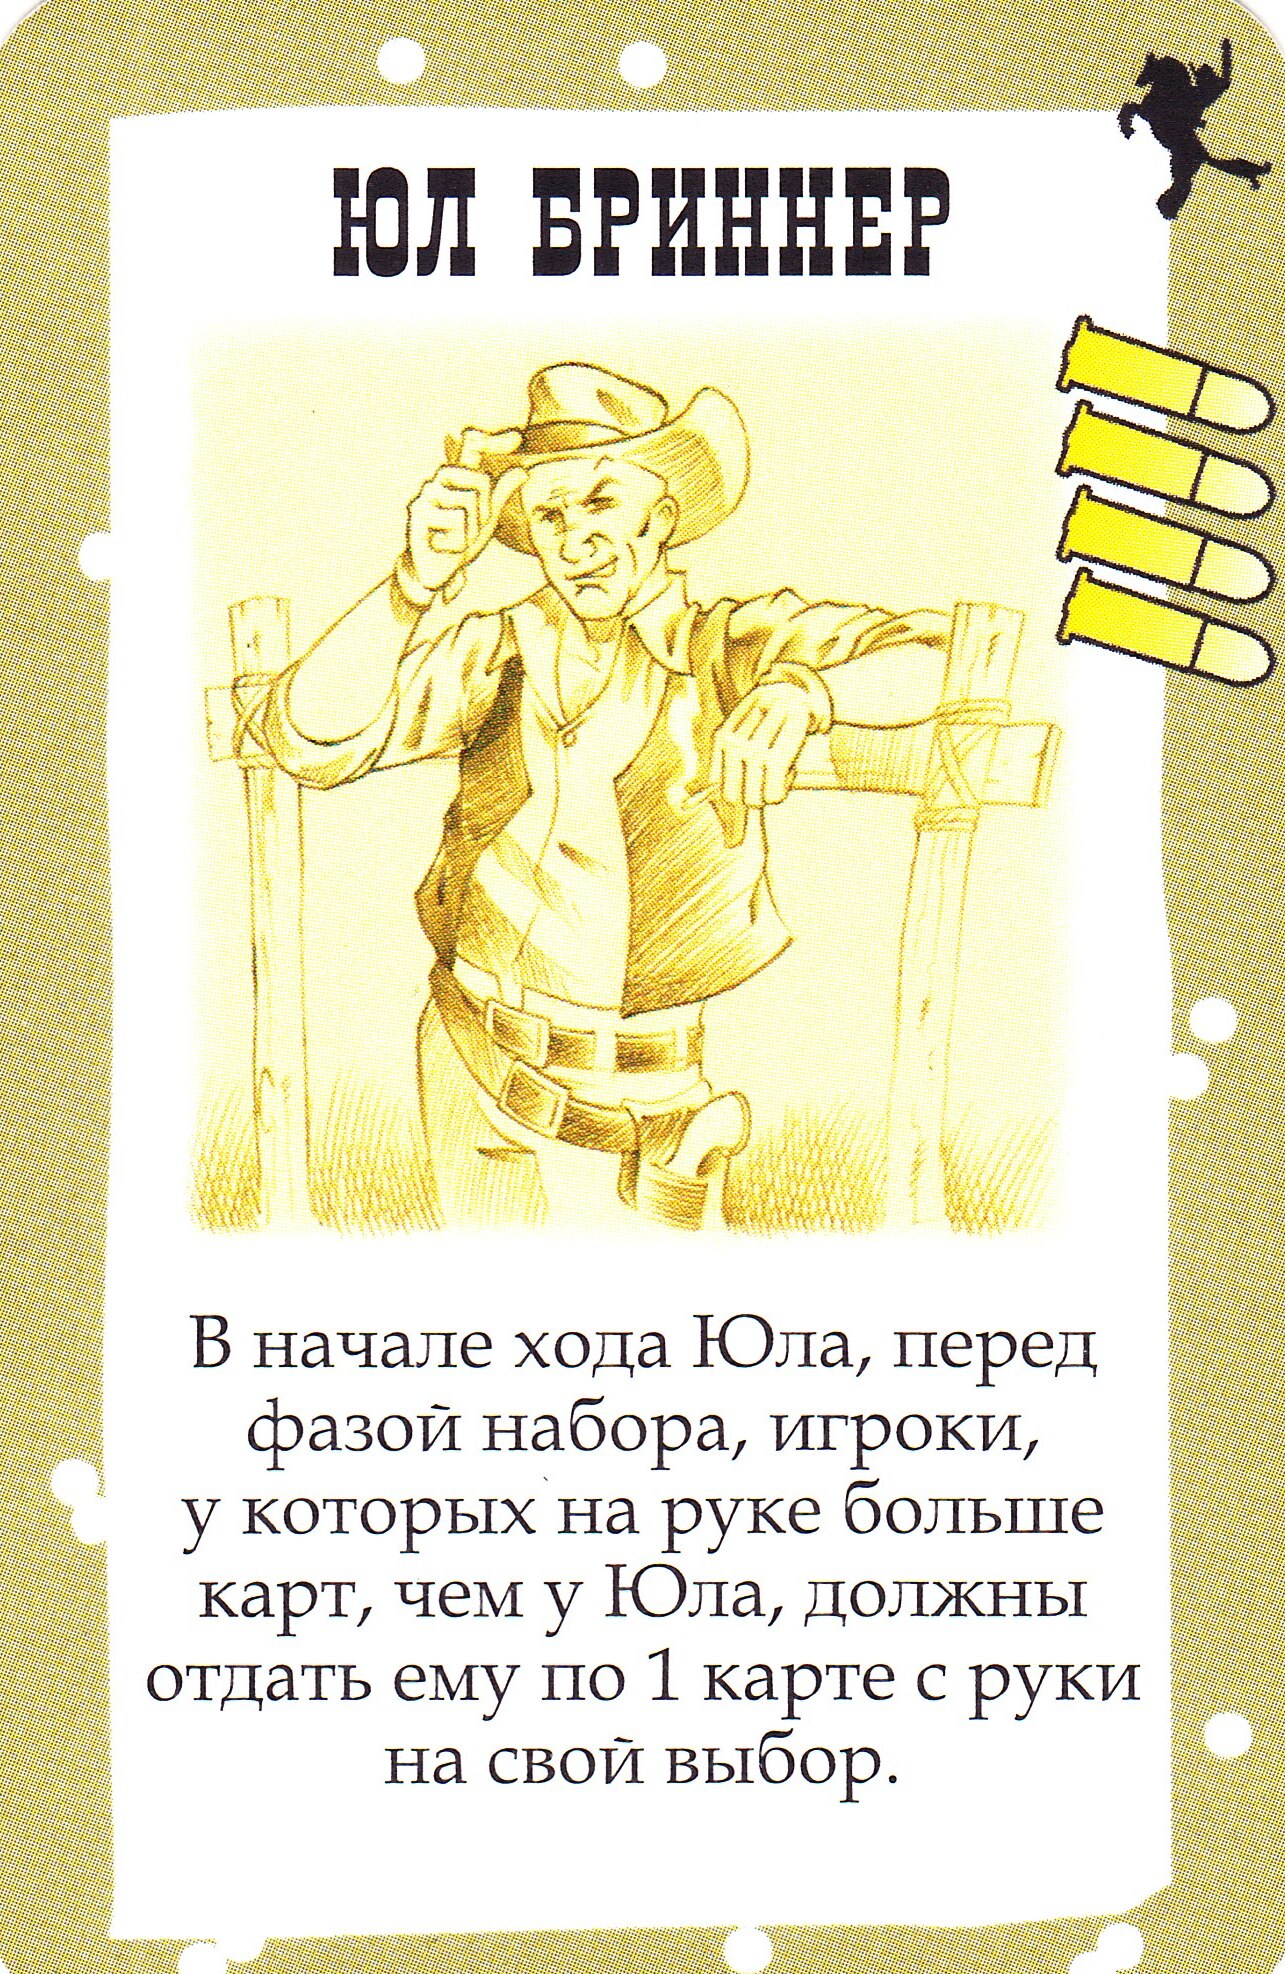 ЮЛ БРИННЕР
В начале хода Юла, перед
фазой набора, игроки,
у которых на руке больше
карт, чем у Юла, должны
отдать ему по 1 карте с руки
на свой выбор.